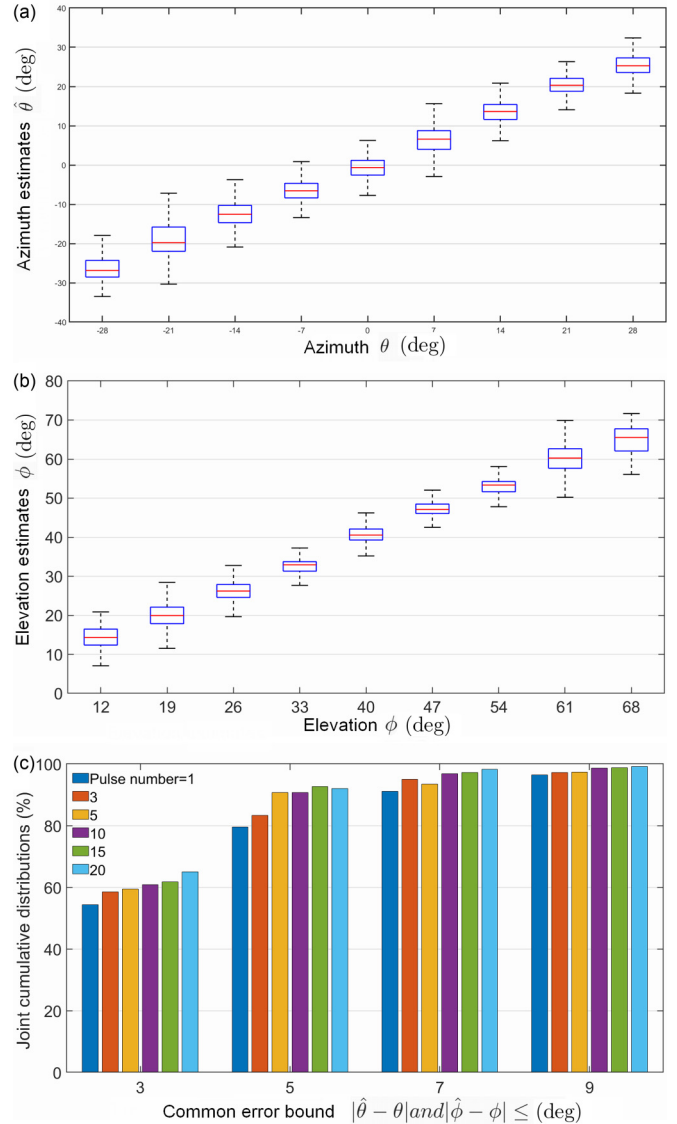 (a)
40
30
20
10
0
-10
-20
-30
-40
Azimuth estimates θ̂ (deg)
-28 -21 -14 -7 0 7 14 21 28
Azimuth θ (deg)
(b)
80
70
60
50
40
30
20
10
0
Elevation estimates ϕ (deg)
12 19 26 33 40 47 54 61 68
Elevation ϕ (deg)
(c)
100
80
60
40
20
0
Joint cumulative distributions (%)
Pulse number=1
3
5
10
15
20
3 5 7 9
Common error bound |θ̂ − θ|and|ϕ̂ − ϕ| ≤ (deg)